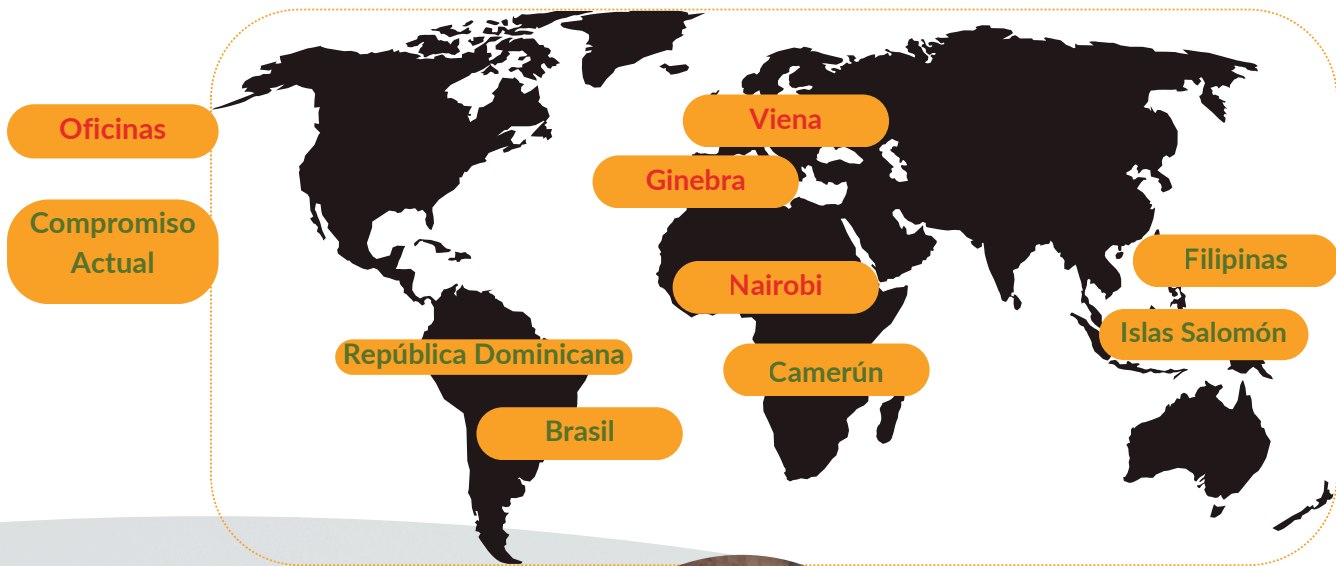 Oficinas
Compromiso
Actual
Viena
Ginebra
Nairobi
Filipinas
Islas Salomón
República Dominicana
Camerún
Brasil